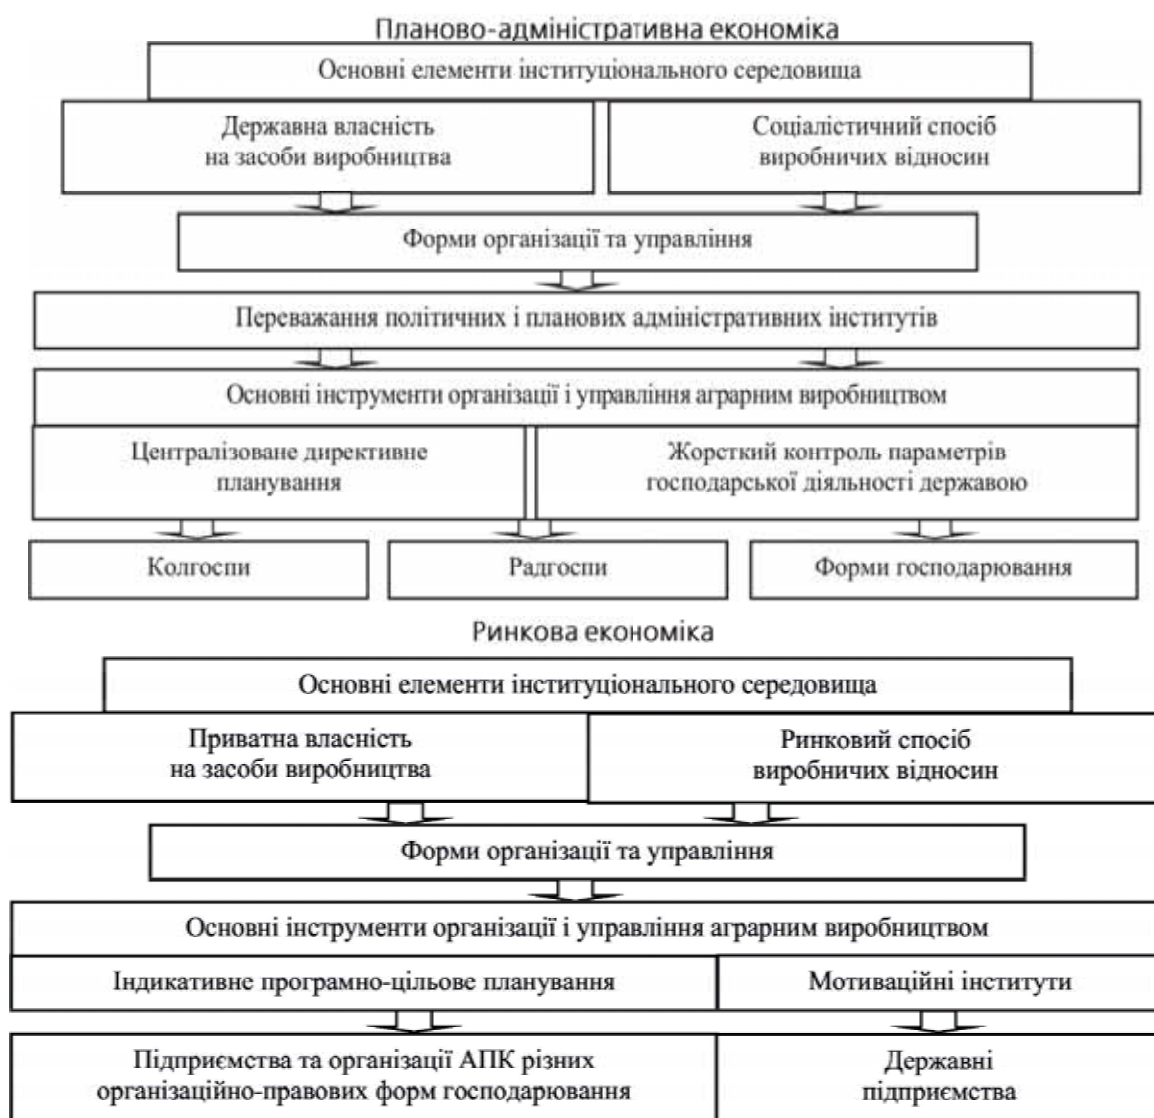 Планово-адміністративна економіка
Основні елементи інституціонального середовища
Державна власність
на засоби виробництва
Соціалістичний спосіб
виробничих відносин
Форми організації та управління
Переважання політичних і планових адміністративних інститутів
Основні інструменти організації і управління аграрним виробництвом
Централізоване директивне
планування
Жорсткий контроль параметрів
господарської діяльності державою
Колгоспи
Радгоспи
Форми господарювання
Ринкова економіка
Основні елементи інституціонального середовища
Приватна власність
на засоби виробництва
Ринковий спосіб
виробничих відносин
Форми організації та управління
Основні інструменти організації і управління аграрним виробництвом
Індикативне програмно-цільове планування
Мотиваційні інститути
Підприємства та організації АПК різних
організаційно-правових форм господарювання
Державні
підприємства